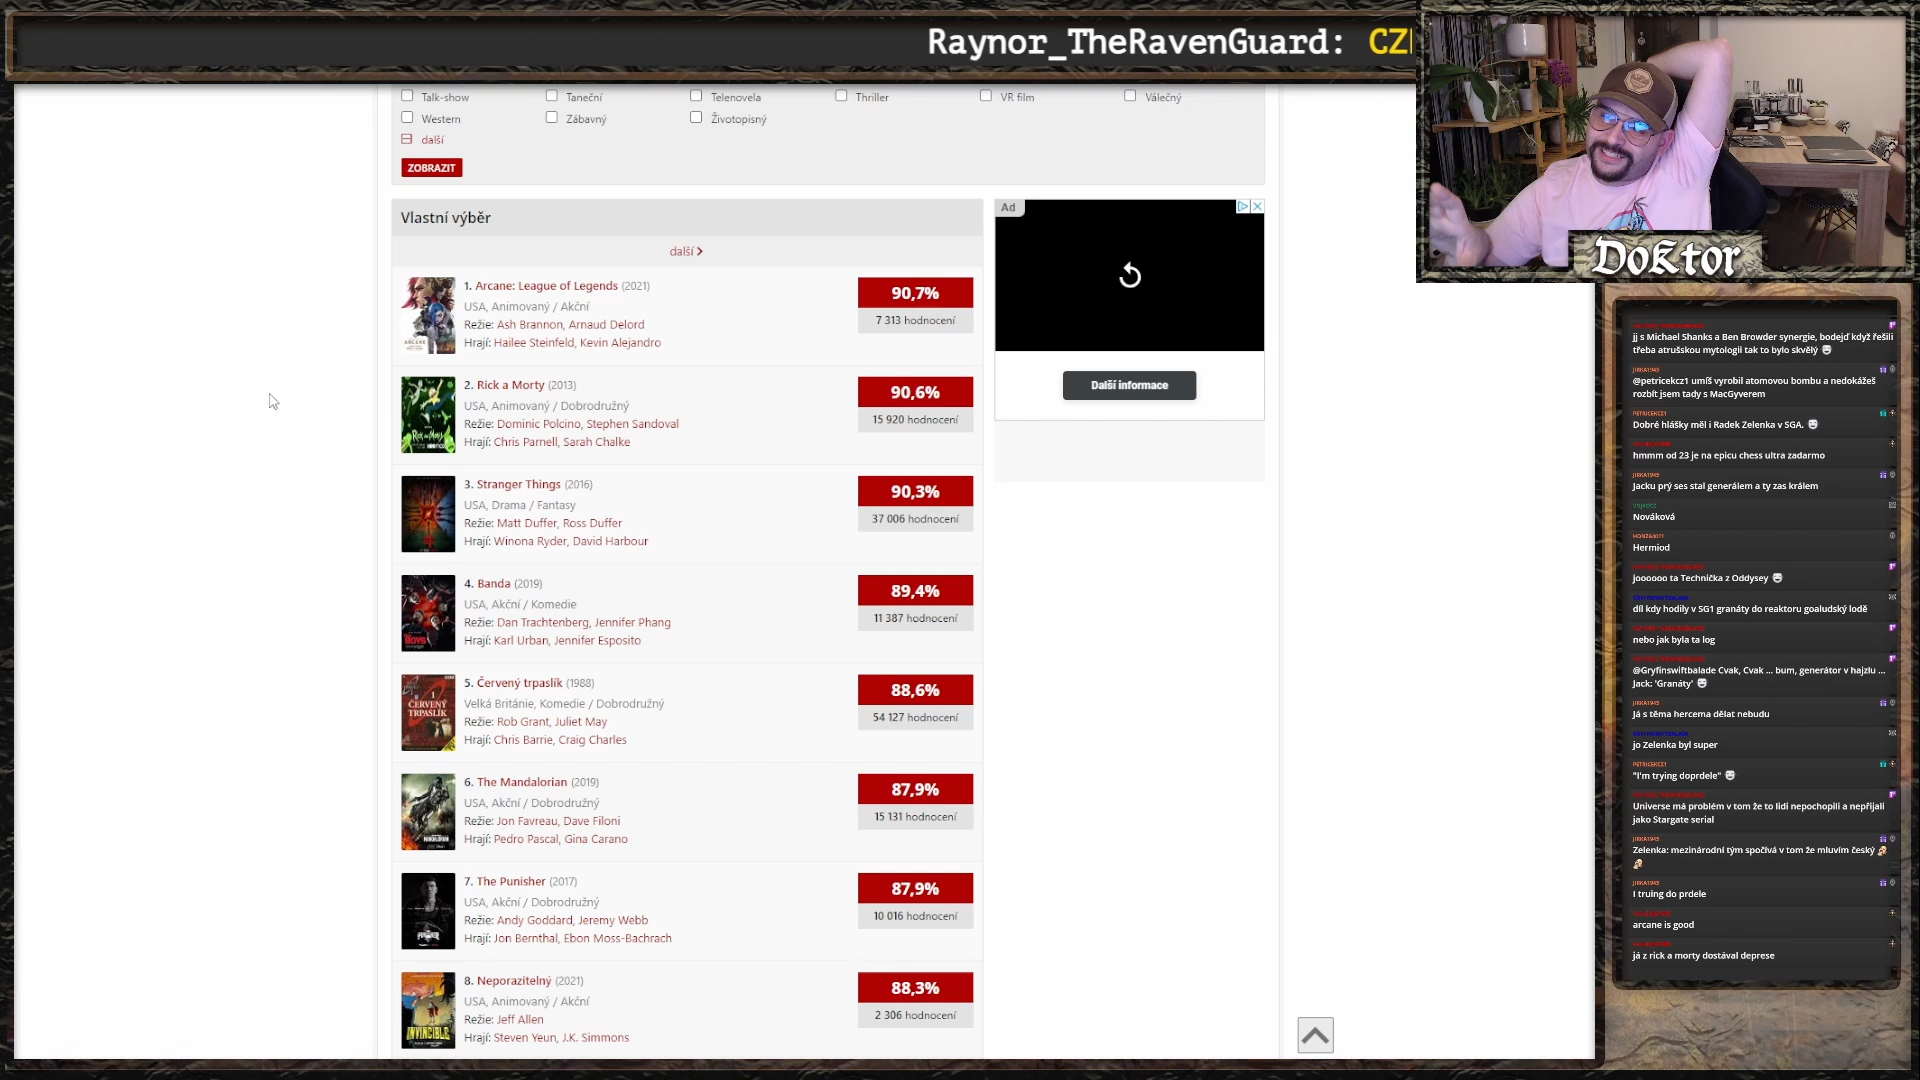 Raynor_TheRavenGuard: CZ
Talk-show
Taneční
Telenovela
Thriller
VR film
Válečný
Western
Zábavný
Životopisný
další
ZOBRAZIT
Vlastní výběr
další
1. Arcane: League of Legends (2021)
USA, Animovaný / Akční
Režie: Ash Brannon, Arnaud Delord
Hrají: Hailee Steinfeld, Kevin Alejandro
90,7%
7 313 hodnocení
2. Rick a Morty (2013)
USA, Animovaný / Dobrodružný
Režie: Dominic Polcino, Stephen Sandoval
Hrají: Chris Parnell, Sarah Chalke
90,6%
15 920 hodnocení
3. Stranger Things (2016)
USA, Drama / Fantasy
Režie: Matt Duffer, Ross Duffer
Hrají: Winona Ryder, David Harbour
90,3%
37 006 hodnocení
4. Banda (2019)
USA, Akční / Komedie
Režie: Dan Trachtenberg, Jennifer Phang
Hrají: Karl Urban, Jennifer Esposito
89,4%
11 387 hodnocení
5. Červený trpaslík (1988)
Velká Británie, Komedie / Dobrodružný
Režie: Rob Grant, Juliet May
Hrají: Chris Barrie, Craig Charles
88,6%
54 127 hodnocení
6. The Mandalorian (2019)
USA, Akční / Dobrodružný
Režie: Jon Favreau, Dave Filoni
Hrají: Pedro Pascal, Gina Carano
87,9%
15 131 hodnocení
7. The Punisher (2017)
USA, Akční / Dobrodružný
Režie: Andy Goddard, Jeremy Webb
Hrají: Jon Bernthal, Ebon Moss-Bachrach
87,9%
10 016 hodnocení
8. Neporazitelný (2021)
USA, Animovaný / Akční
Režie: Jeff Allen
Hrají: Steven Yeun, J.K. Simmons
88,3%
2 306 hodnocení
ARCANE
ČERVENÝ
TRPASLÍK
INVINCIBLE
Ad
Další informace
Doktor
jj s Michael Shanks a Ben Browder synergie, bodejď když řešili
třeba atrušskou mytologii tak to bylo skvělý
JIRKA1945
@petricekcz1 umíš vyrobil atomovou bombu a nedokážeš
rozbít jsem tady s MacGyverem
PETRICEKCZ1
Dobré hlášky měl i Radek Zelenka v SGA.
hmmm od 23 je na epicu chess ultra zadarmo
JIRKA1945
Jacku prý ses stal generálem a ty zas králem
Nováková
Hermiod
joooooo ta Technička z Oddysey
díl kdy hodily v SG1 granáty do reaktoru goaludský lodě
nebo jak byla ta log
@Gryfinswiftbalade Cvak, Cvak ... bum, generátor v hajzlu ...
Jack: 'Granáty'
JIRKA1945
Já s těma hercema dělat nebudu
jo Zelenka byl super
PETRICEKCZ1
"I'm trying doprdele"
Universe má problém v tom že to lidi nepochopili a nepřijali
jako Stargate serial
JIRKA1945
Zelenka: mezinárodní tým spočívá v tom že mluvím český
JIRKA1945
I truing do prdele
arcane is good
já z rick a morty dostával deprese